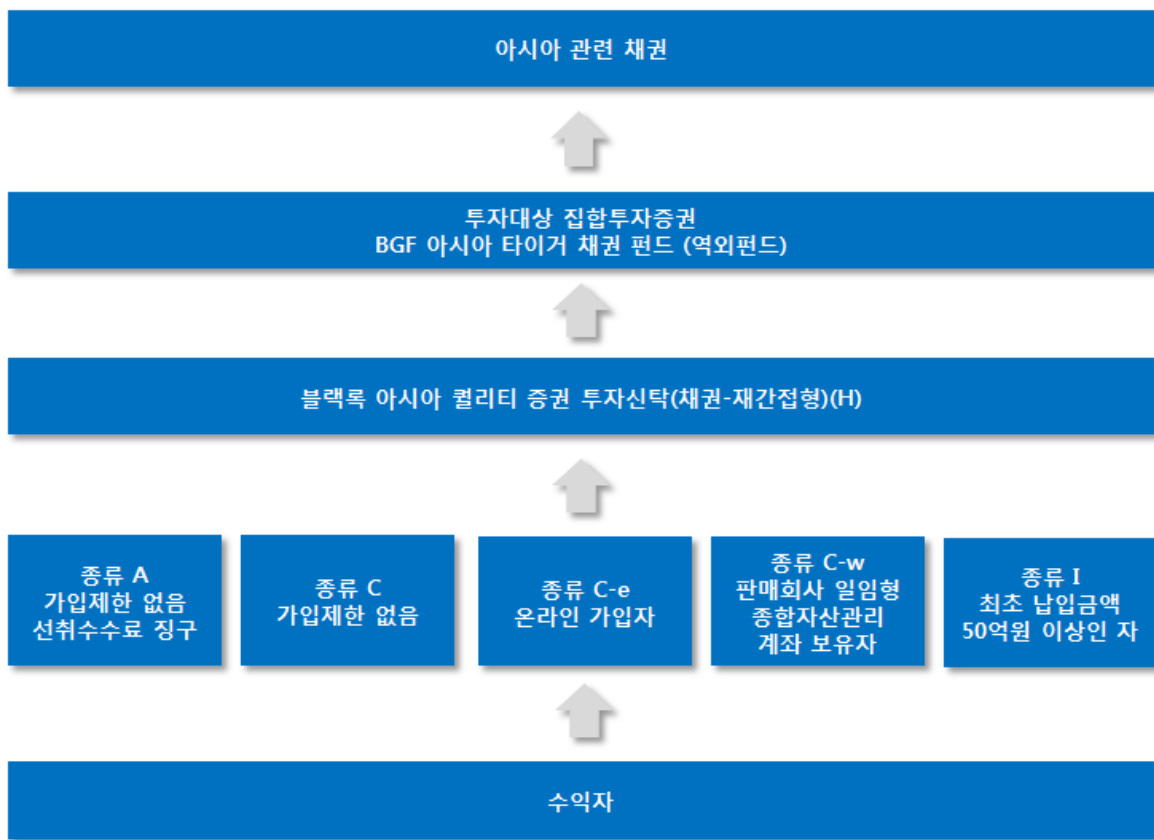 아시아 관련 채권
투자대상 집합투자증권
BGF 아시아 타이거 채권 펀드 (역외펀드)
블랙록 아시아 퀄리티 증권 투자신탁(채권-재간접형)(H)
종류 A
가입제한 없음
선취수수료 징구
종류 C
가입제한 없음
종류 C-e
온라인 가입자
종류 C-w
판매회사 일임형
종합자산관리
계좌 보유자
종류 I
최초 납입금액
50억원 이상인 자
수익자